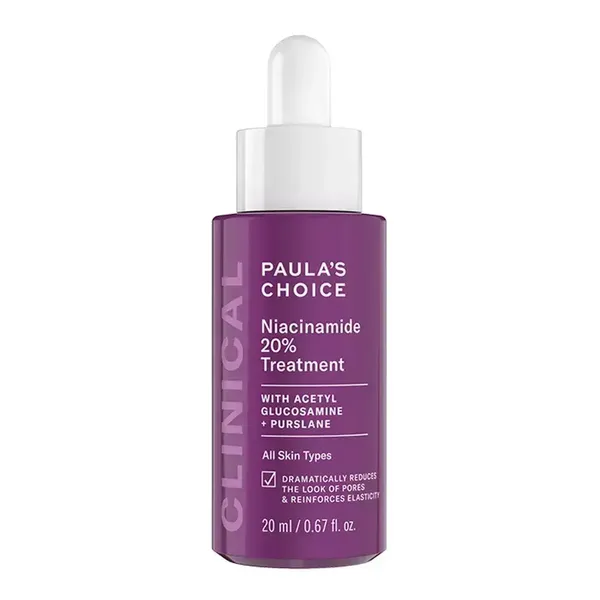 CLINICAL
PAULA'S
CHOICE
Niacinamide
20%
Treatment
WITH ACETYL
GLUCOSAMINE
+ PURSLANE
All Skin Types
DRAMATICALLY REDUCES
THE LOOK OF PORES
& REINFORCES ELASTICITY
20 ml / 0.67 fl. oz.